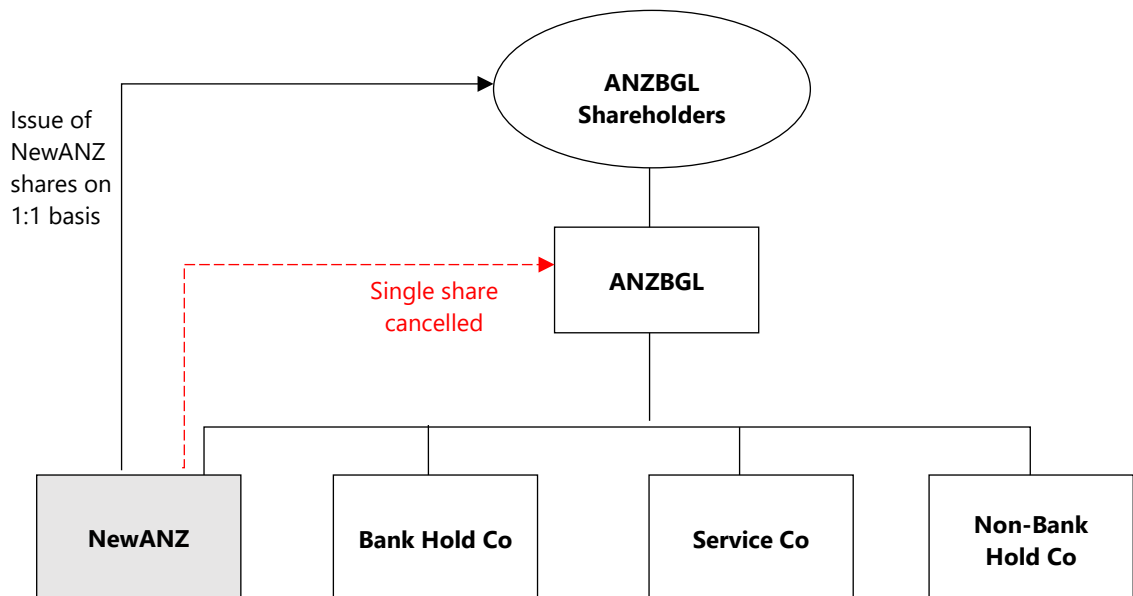 ANZBGL
Shareholders
Issue of
NewANZ
shares on
1:1 basis
ANZBGL
Single share
cancelled
NewANZ
Bank Hold Co
Service Co
Non-Bank
Hold Co